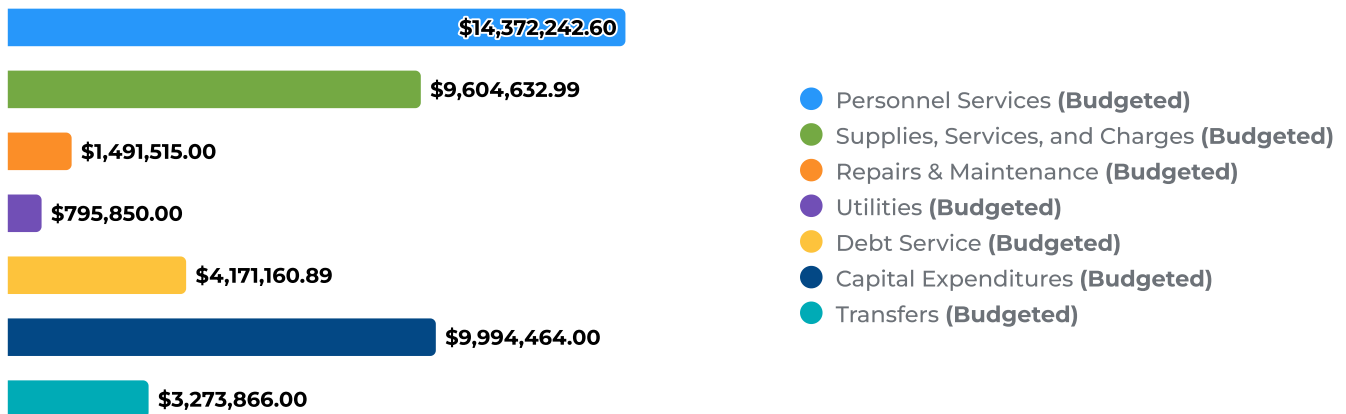 $14,372,242.60
$9,604,632.99
$1,491,515.00
$795,850.00
$4,171,160.89
$9,994,464.00
$3,273,866.00
Personnel Services (Budgeted)
Supplies, Services, and Charges (Budgeted)
Repairs & Maintenance (Budgeted)
Utilities (Budgeted)
Debt Service (Budgeted)
Capital Expenditures (Budgeted)
Transfers (Budgeted)